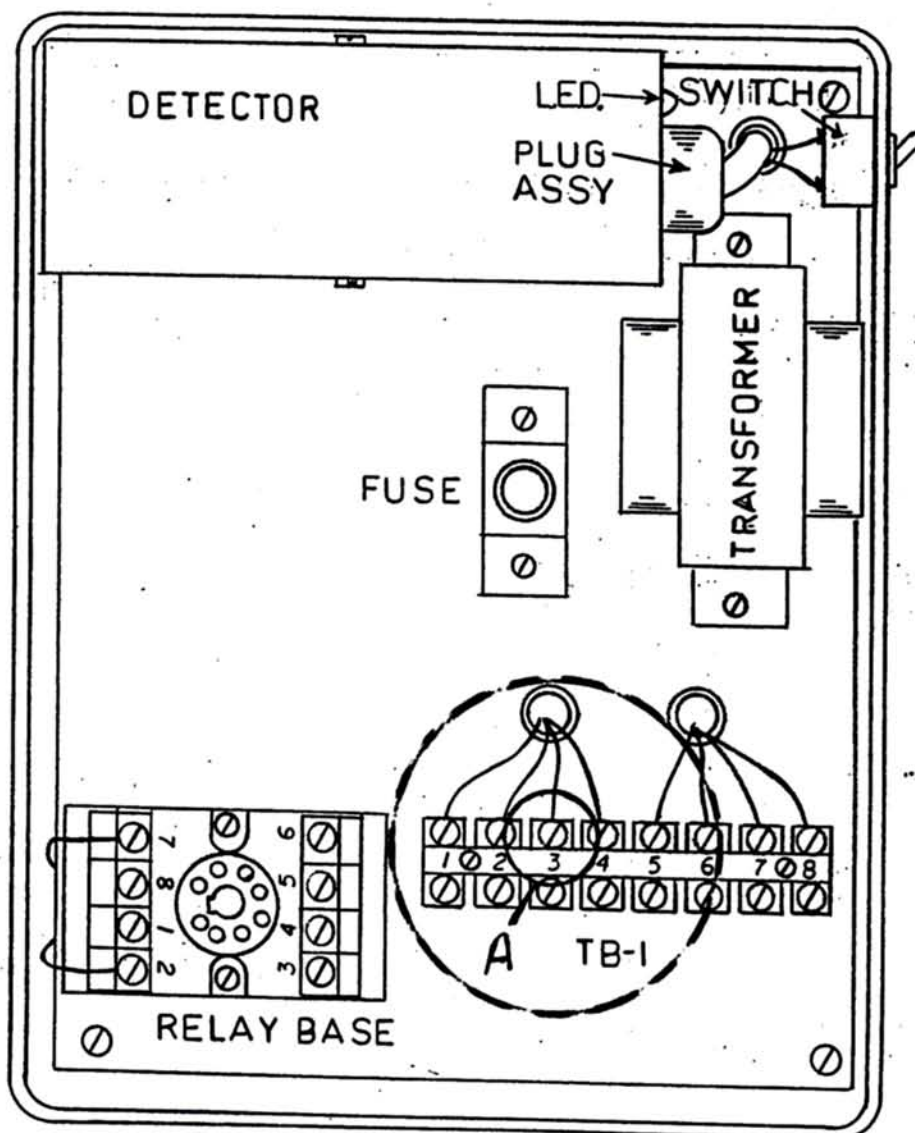 DETECTOR
LED.
SWITCH
PLUG
ASSY
TRANSFORMER
FUSE
7
8
1
2
6
5
4
3
1 2 3 4 5 6 7 8
A
TB-1
RELAY BASE